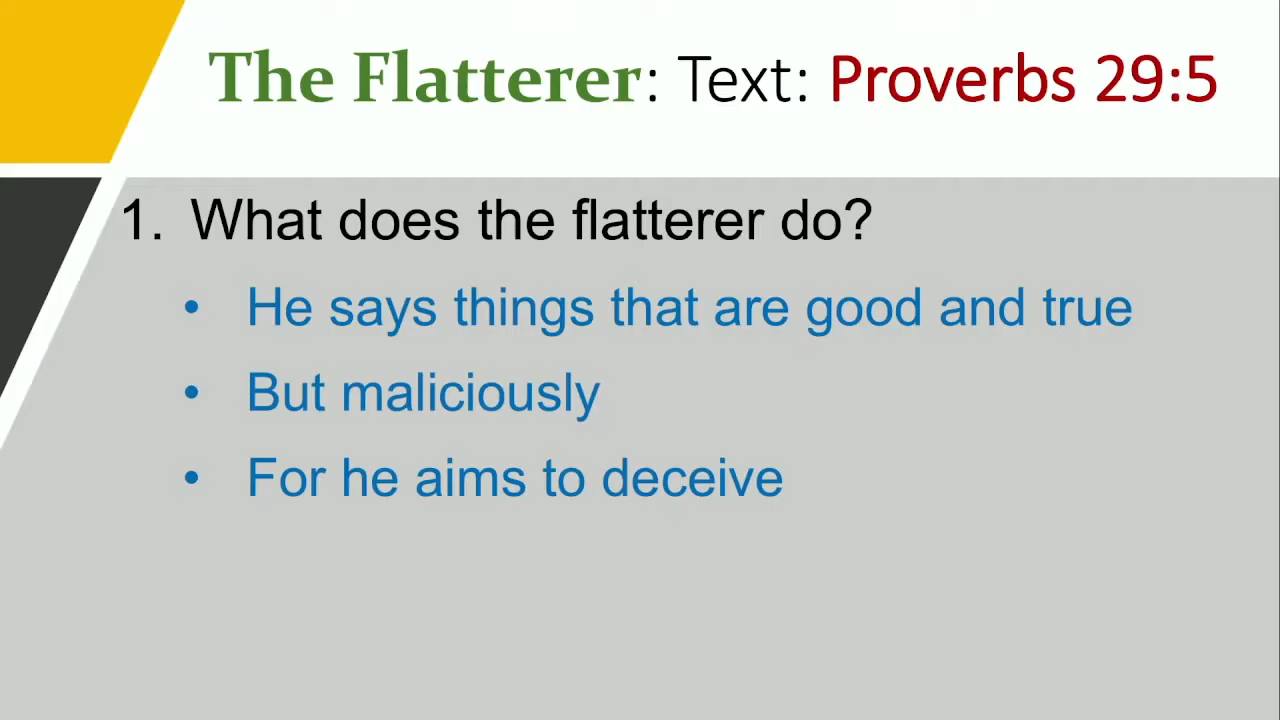 The Flatterer: Text: Proverbs 29:5
1. What does the flatterer do?
• He says things that are good and true
• But maliciously
• For he aims to deceive